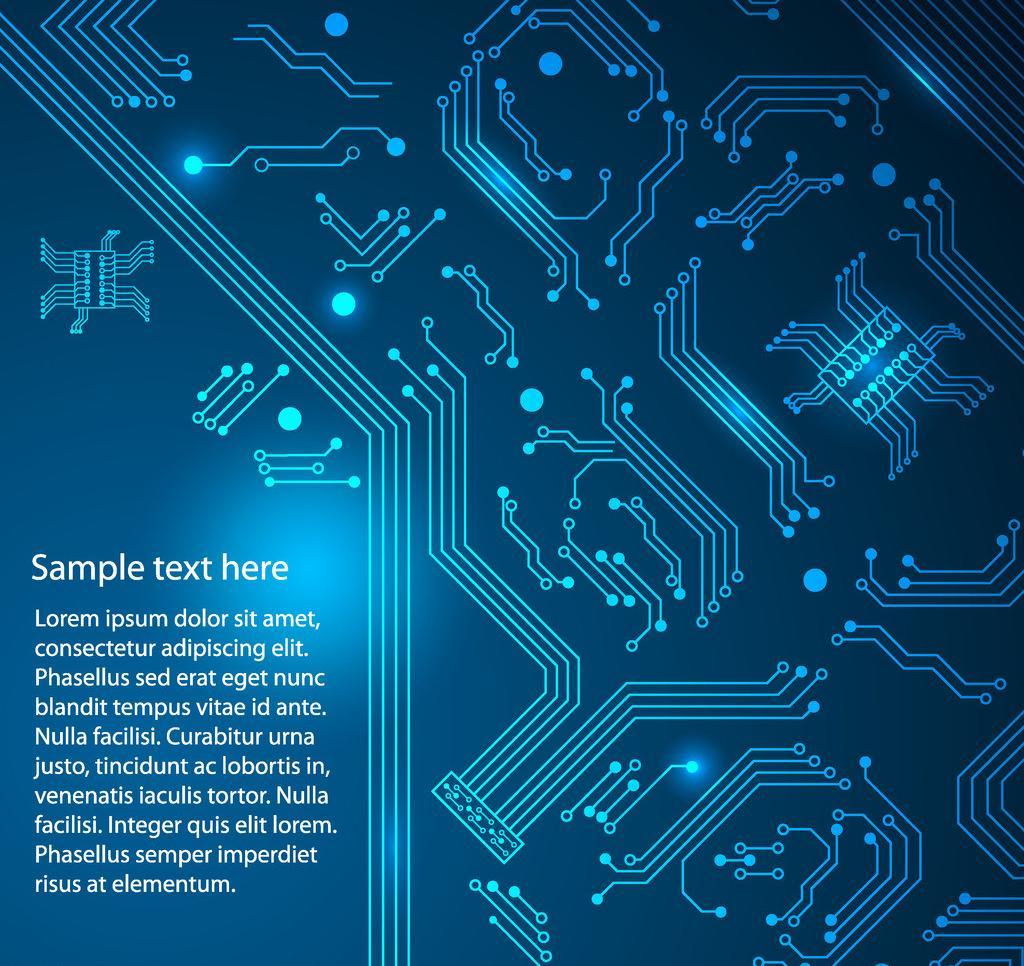 Sample text here
Lorem ipsum dolor sit amet,
consectetur adipiscing elit.
Phasellus sed erat eget nunc
blandit tempus vitae id ante.
Nulla facilisi. Curabitur urna
justo, tincidunt ac lobortis in,
venenatis iaculis tortor. Nulla
facilisi. Integer quis elit lorem.
Phasellus semper imperdiet
risus at elementum.